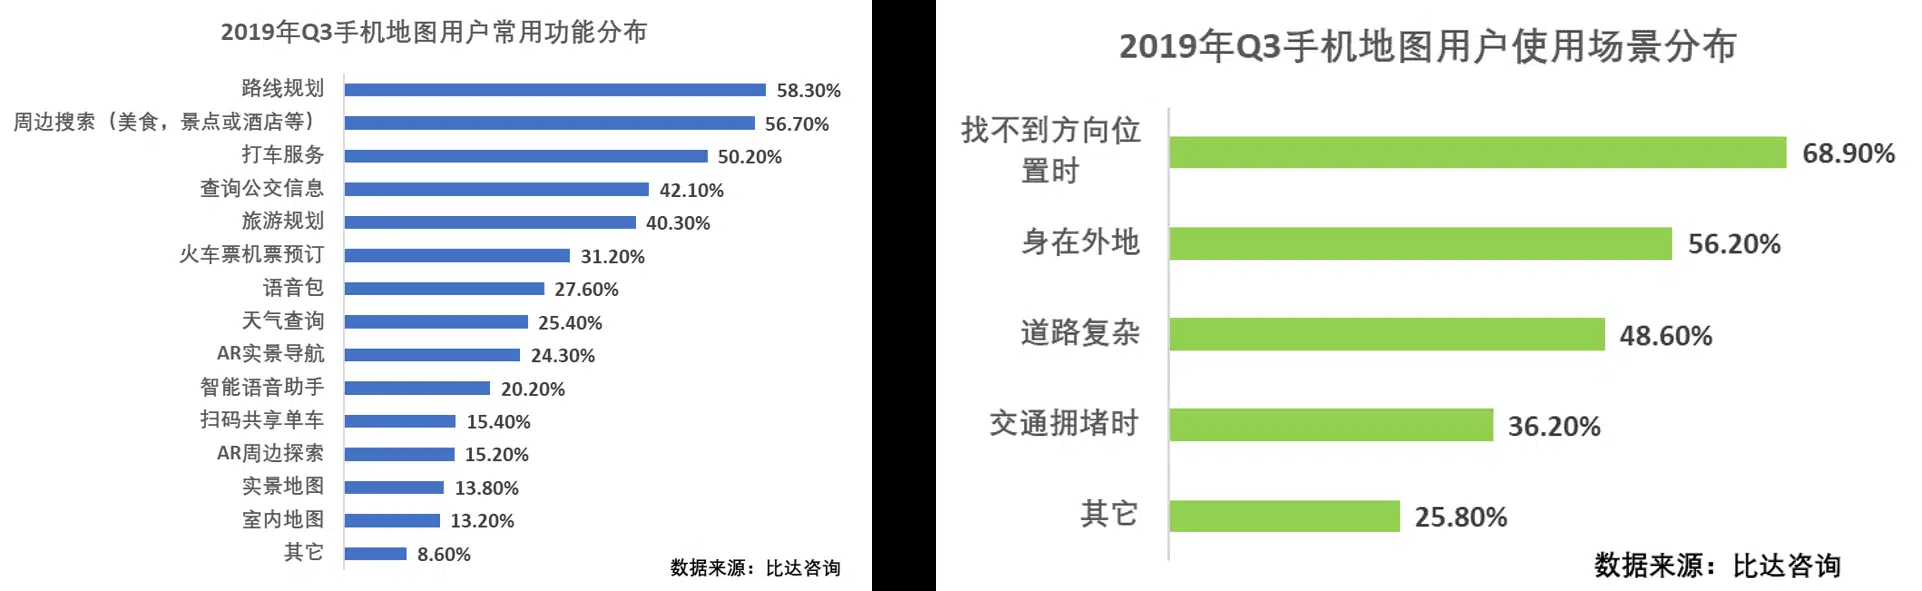 2019年Q3手机地图用户常用功能分布
路线规划 58.30%
周边搜索（美食，景点或酒店等） 56.70%
打车服务 50.20%
查询公交信息 42.10%
旅游规划 40.30%
火车票机票预订 31.20%
语音包 27.60%
天气查询 25.40%
AR实景导航 24.30%
智能语音助手 20.20%
扫码共享单车 15.40%
AR周边探索 15.20%
实景地图 13.80%
室内地图 13.20%
其它 8.60%
数据来源：比达咨询
2019年Q3手机地图用户使用场景分布
找不到方向位
置时 68.90%
身在外地 56.20%
道路复杂 48.60%
交通拥堵时 36.20%
其它 25.80%
数据来源：比达咨询